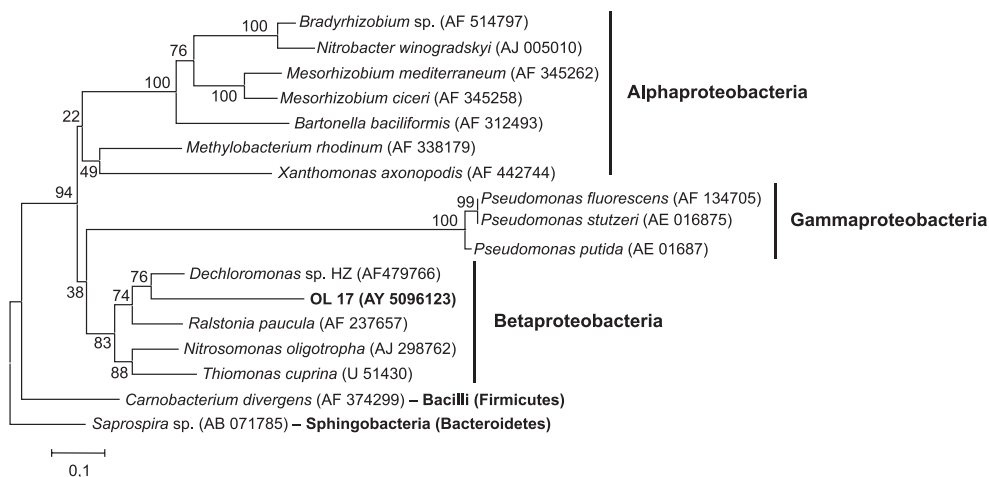 100
Bradyrhizobium sp. (AF 514797)
Nitrobacter winogradskyi (AJ 005010)
76
Mesorhizobium mediterraneum (AF 345262)
100
100
Mesorhizobium ciceri (AF 345258)
Alphaproteobacteria
Bartonella baciliformis (AF 312493)
22
Methylobacterium rhodinum (AF 338179)
49
Xanthomonas axonopodis (AF 442744)
94
99
Pseudomonas fluorescens (AF 134705)
100
Pseudomonas stutzeri (AE 016875)
Gammaproteobacteria
Pseudomonas putida (AE 01687)
76
Dechloromonas sp. HZ (AF479766)
38
74
OL 17 (AY 5096123)
Ralstonia paucula (AF 237657)
Betaproteobacteria
83
Nitrosomonas oligotropha (AJ 298762)
88
Thiomonas cuprina (U 51430)
Carnobacterium divergens (AF 374299) – Bacilli (Firmicutes)
Saprospira sp. (AB 071785) – Sphingobacteria (Bacteroidetes)
0,1